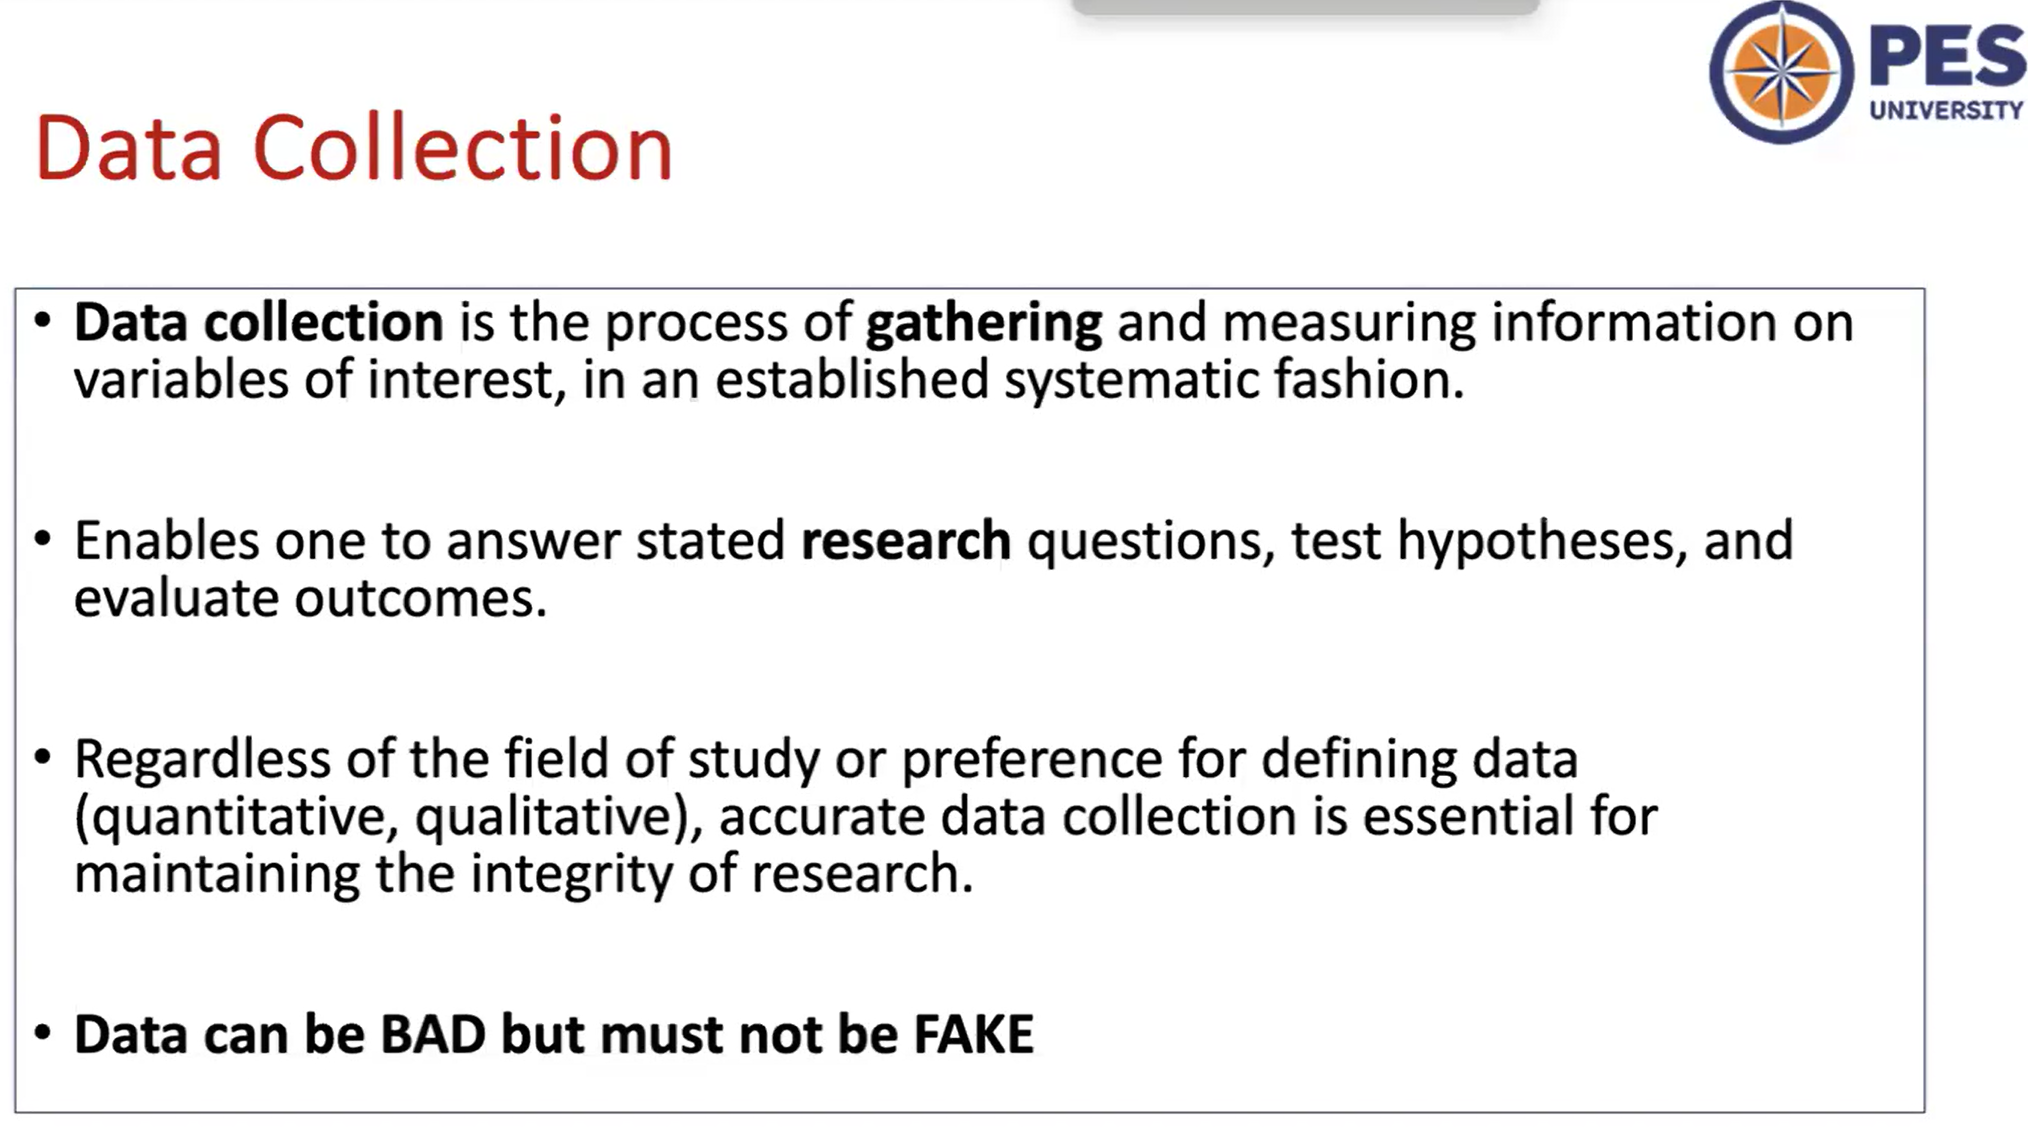 PES
UNIVERSITY
Data Collection
• Data collection is the process of gathering and measuring information on
variables of interest, in an established systematic fashion.
• Enables one to answer stated research questions, test hypotheses, and
evaluate outcomes.
• Regardless of the field of study or preference for defining data
(quantitative, qualitative), accurate data collection is essential for
maintaining the integrity of research.
• Data can be BAD but must not be FAKE